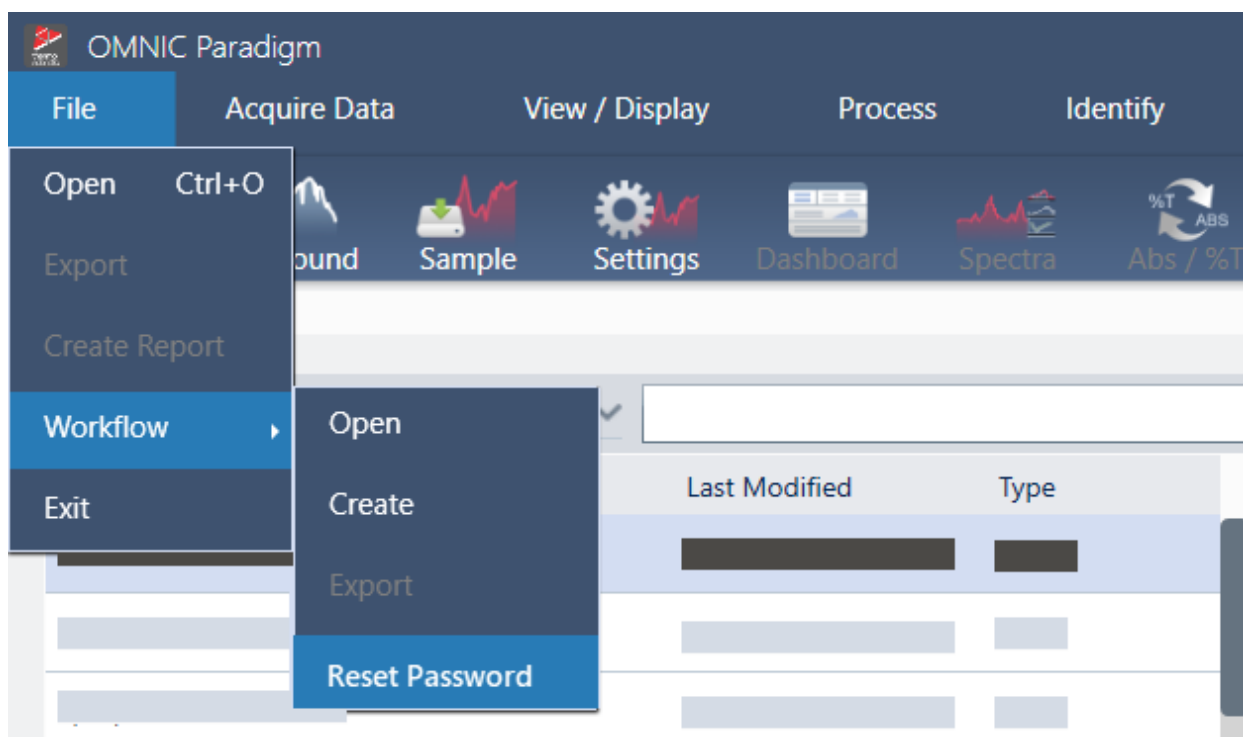 OMNIC Paradigm
File Acquire Data View / Display Process Identify
Open Ctrl+O
Export
Create Report
Workflow
Exit
ound Sample Settings Dashboard Spectra Abs / %T
%T ABS
Open
Create
Export
Reset Password
Last Modified Type